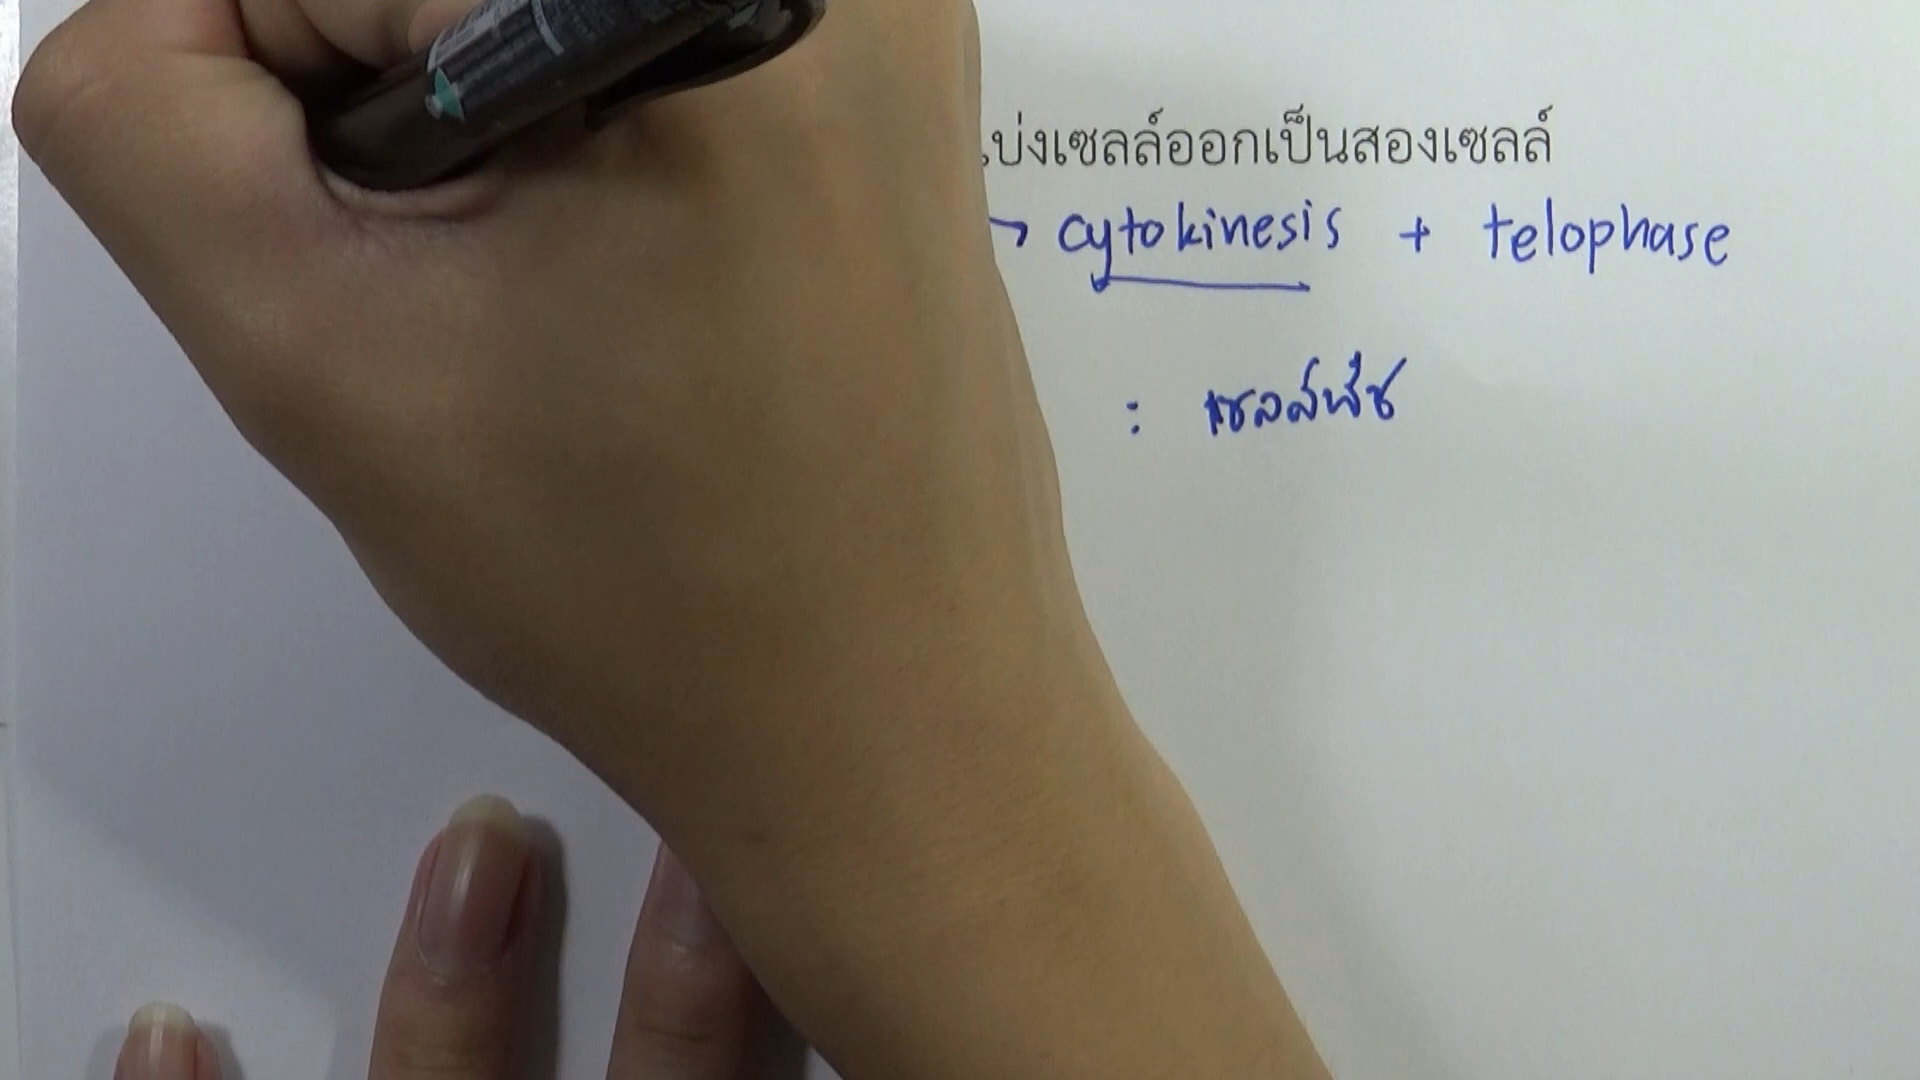 แบ่งเซลล์ออกเป็นสองเซลล์
→ cytokinesis + telophase
: เซลล์พืช